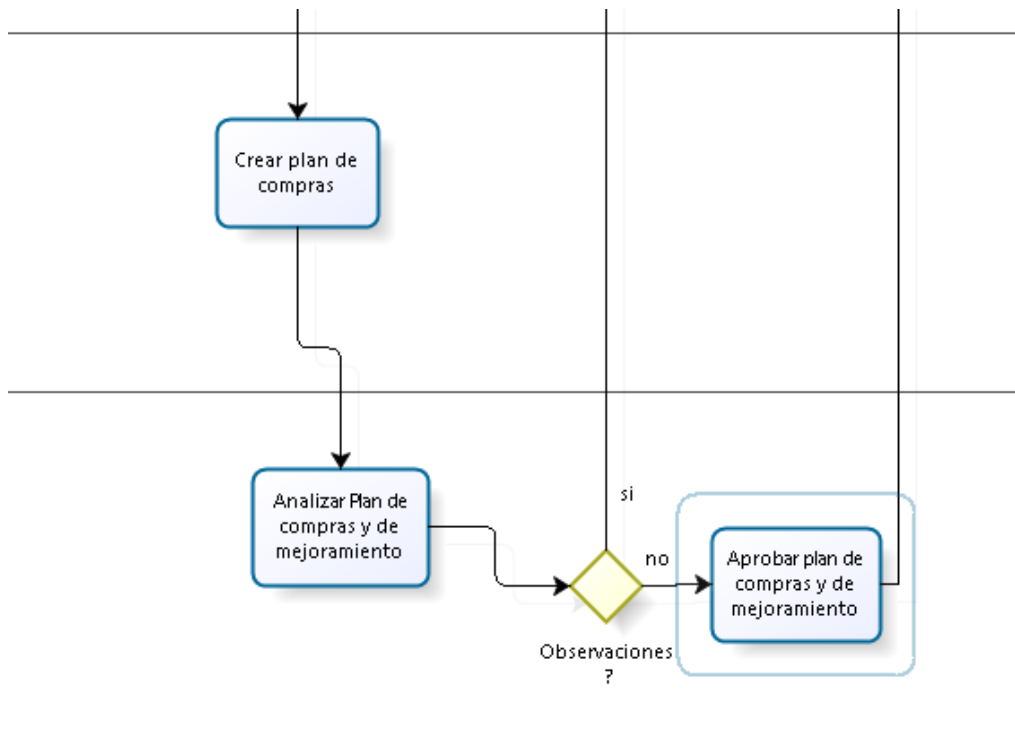 Crear plan de
compras
Analizar Plan de
compras y de
mejoramiento
si
no
Observaciones
?
Aprobar plan de
compras y de
mejoramiento